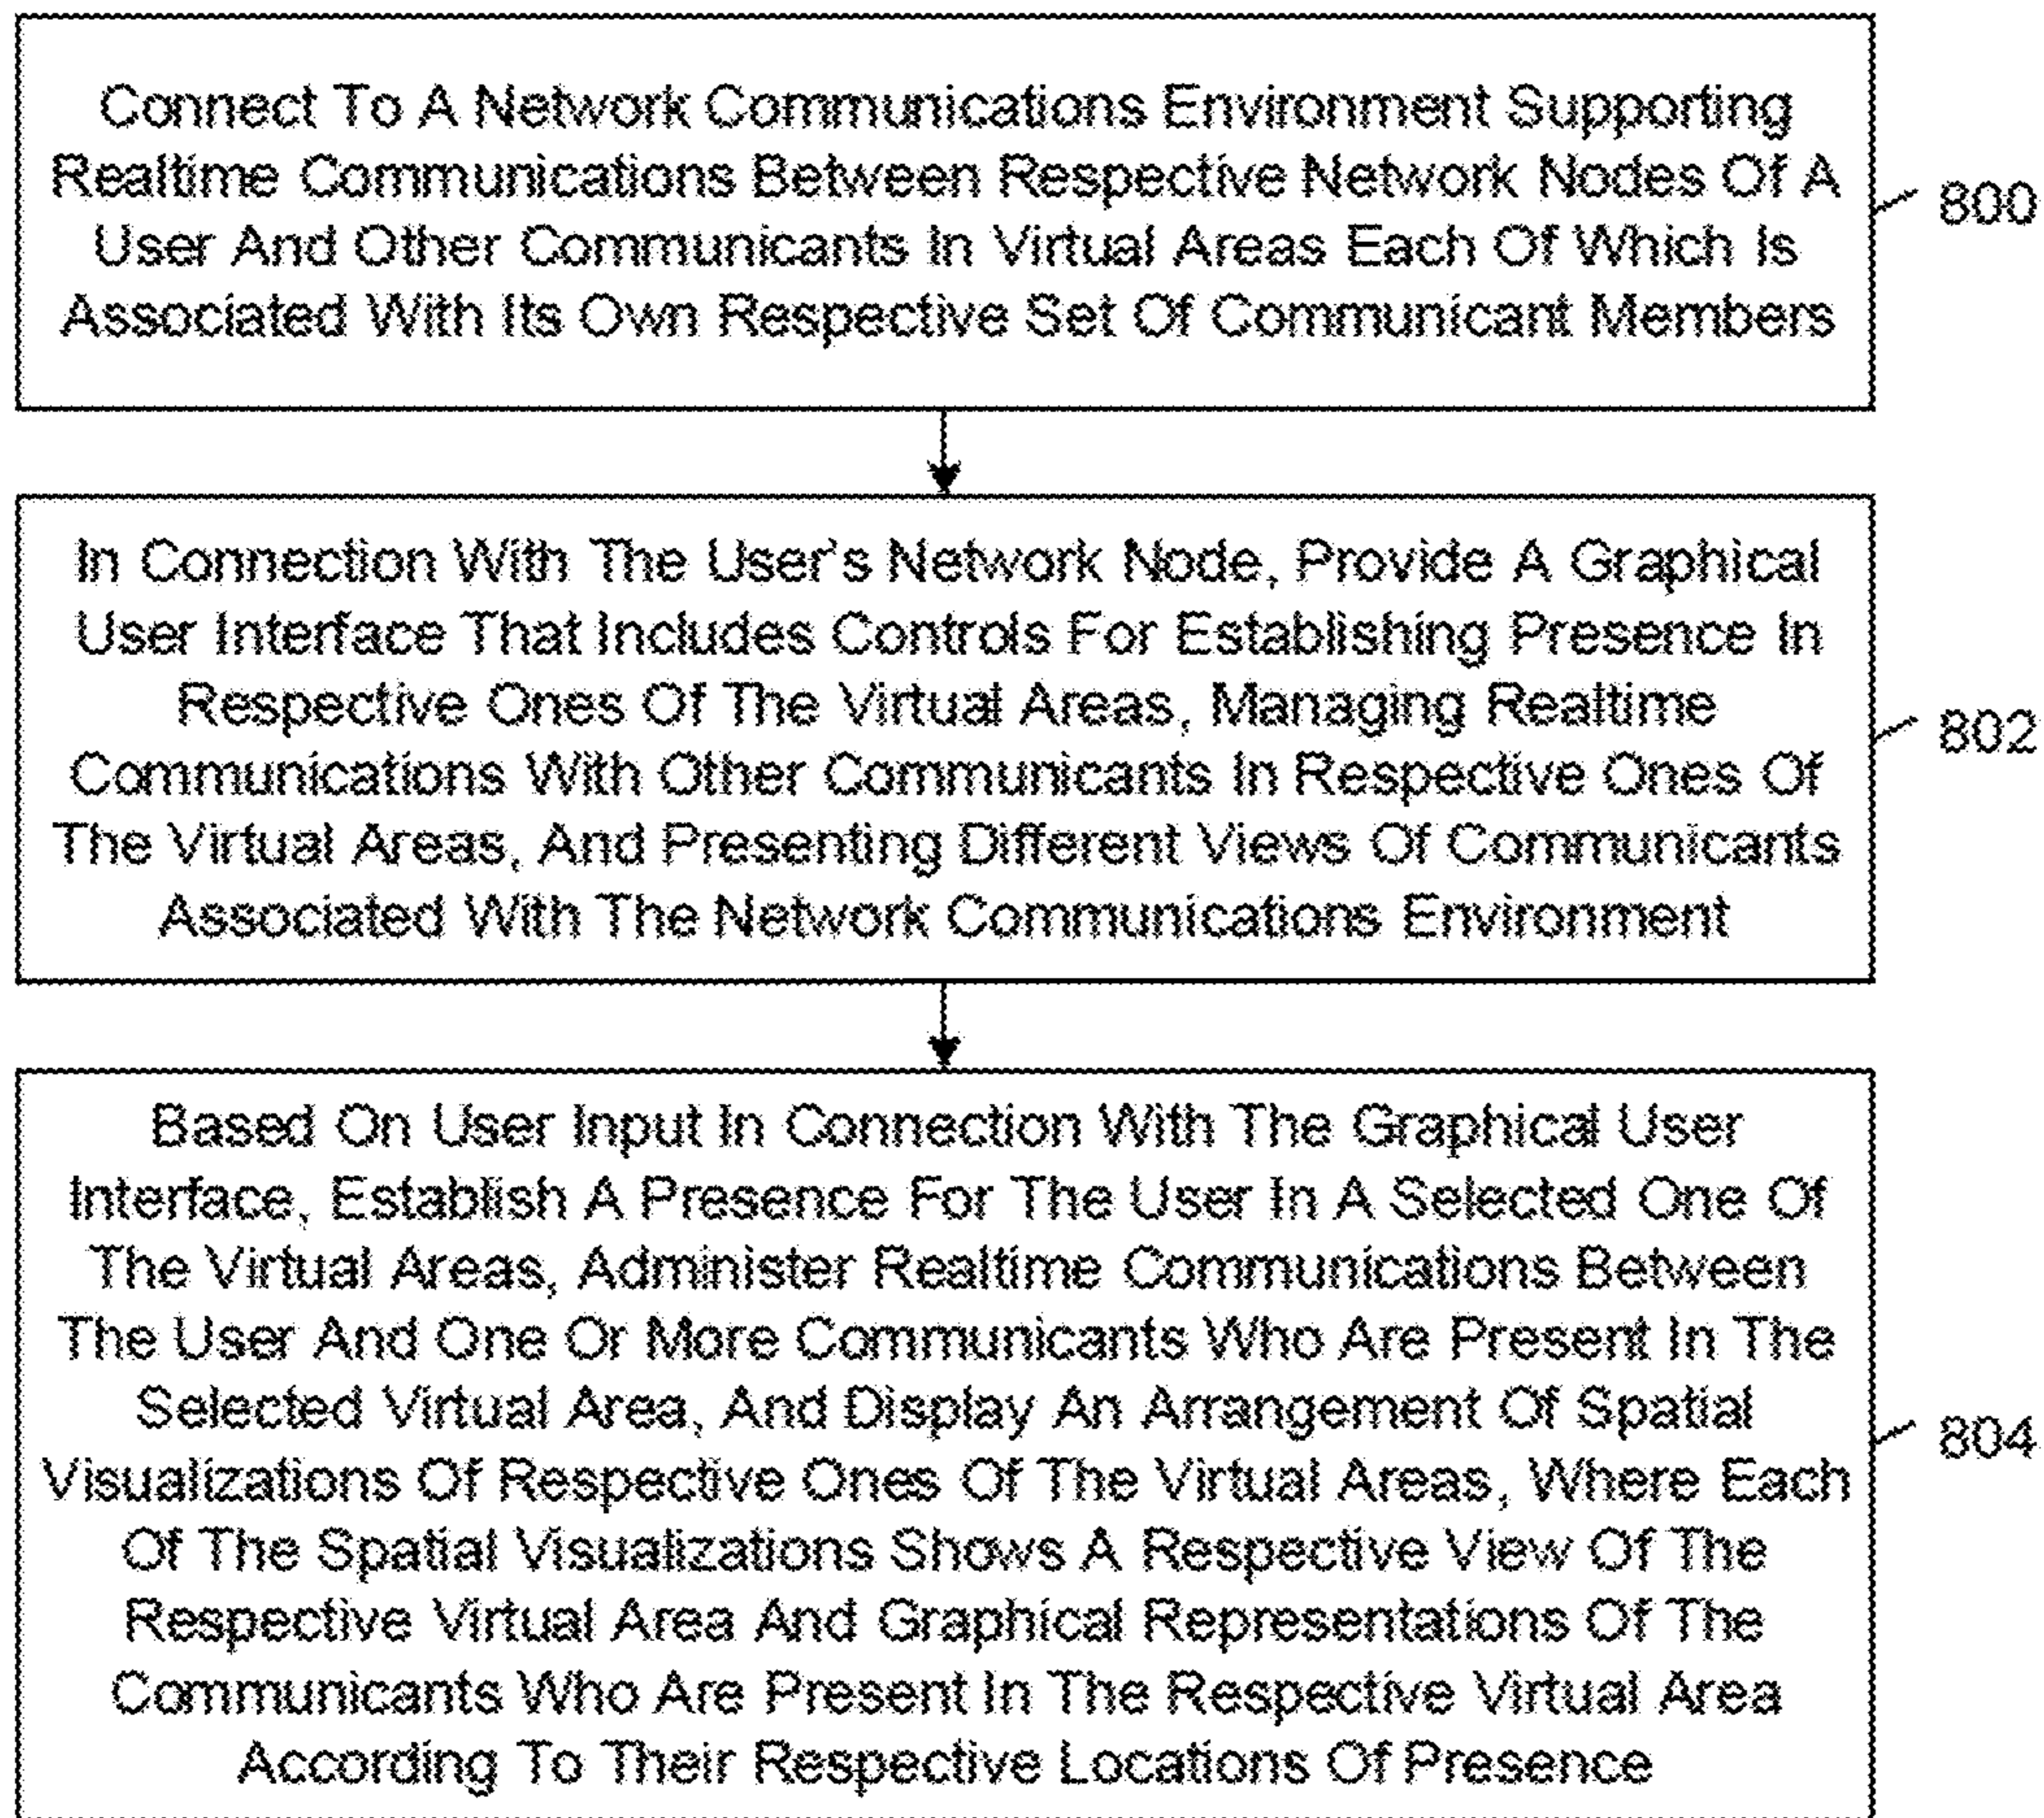 Connect To A Network Communications Environment Supporting
Realtime Communications Between Respective Network Nodes Of A
User And Other Communicants In Virtual Areas Each Of Which Is
Associated With Its Own Respective Set Of Communicant Members
800
In Connection With The User's Network Node, Provide A Graphical
User Interface That Includes Controls For Establishing Presence In
Respective Ones Of The Virtual Areas, Managing Realtime
Communications With Other Communicants In Respective Ones Of
The Virtual Areas, And Presenting Different Views Of Communicants
Associated With The Network Communications Environment
802
Based On User Input In Connection With The Graphical User
Interface, Establish A Presence For The User In A Selected One Of
The Virtual Areas, Administer Realtime Communications Between
The User And One Or More Communicants Who Are Present In The
Selected Virtual Area, And Display An Arrangement Of Spatial
Visualizations Of Respective Ones Of The Virtual Areas, Where Each
Of The Spatial Visualizations Shows A Respective View Of The
Respective Virtual Area And Graphical Representations Of The
Communicants Who Are Present In The Respective Virtual Area
According To Their Respective Locations Of Presence
804